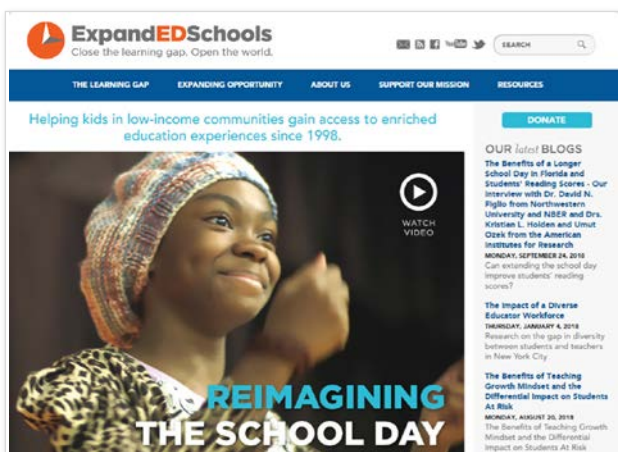 ExpandEDSchools
Close the learning gap. Open the world.
You Tube
SEARCH
THE LEARNING GAP EXPANDING OPPORTUNITY ABOUT US SUPPORT OUR MISSION RESOURCES
Helping kids in low-income communities gain access to enriched
education experiences since 1998.
WATCH
VIDEO
REIMAGINING
THE SCHOOL DAY
DONATE
OUR latest BLOGS
The Benefits of a Longer
School Day in Florida and
Students' Reading Scores - Our
Interview with Dr. David N.
Figlio from Northwestern
University and NBER and Drs.
Kristian L. Holden and Umut
Ozek from the American
Institutes for Research
MONDAY, SEPTEMBER 24, 2018
Can extending the school day
improve students' reading
scores?
The Impact of a Diverse
Educator Workforce
THURSDAY, JANUARY 4, 2018
Research on the gap in diversity
between students and teachers
in New York City
The Benefits of Teaching
Growth Mindset and the
Differential Impact on Students
At Risk
MONDAY, AUGUST 20, 2018
The Benefits of Teaching Growth
Mindset and the Differential
Impact on Students At Risk